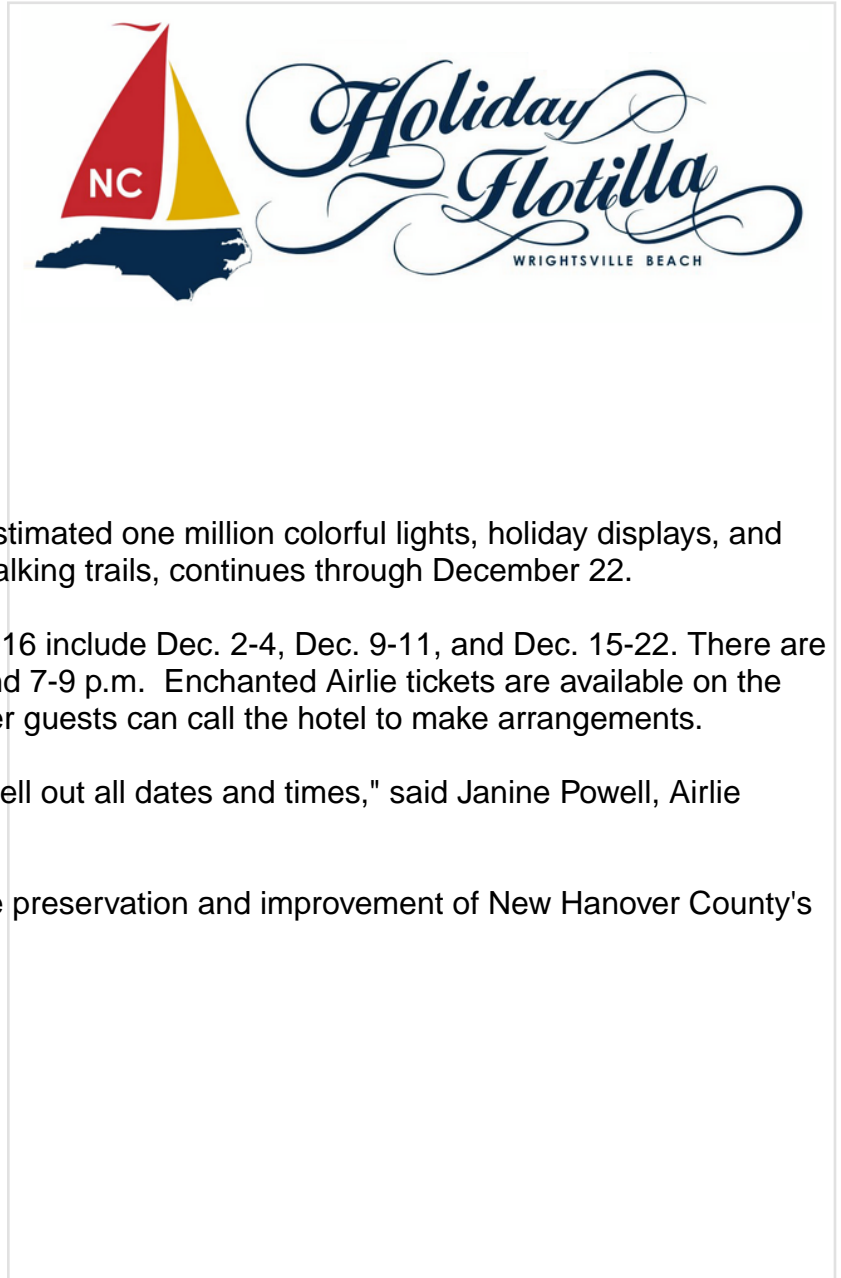 NC
Holiday
Flotilla
WRIGHTSVILLE BEACH
stimated one million colorful lights, holiday displays, and
alking trails, continues through December 22.
16 include Dec. 2-4, Dec. 9-11, and Dec. 15-22. There are
d 7-9 p.m.  Enchanted Airlie tickets are available on the
er guests can call the hotel to make arrangements.
ell out all dates and times," said Janine Powell, Airlie
e preservation and improvement of New Hanover County's